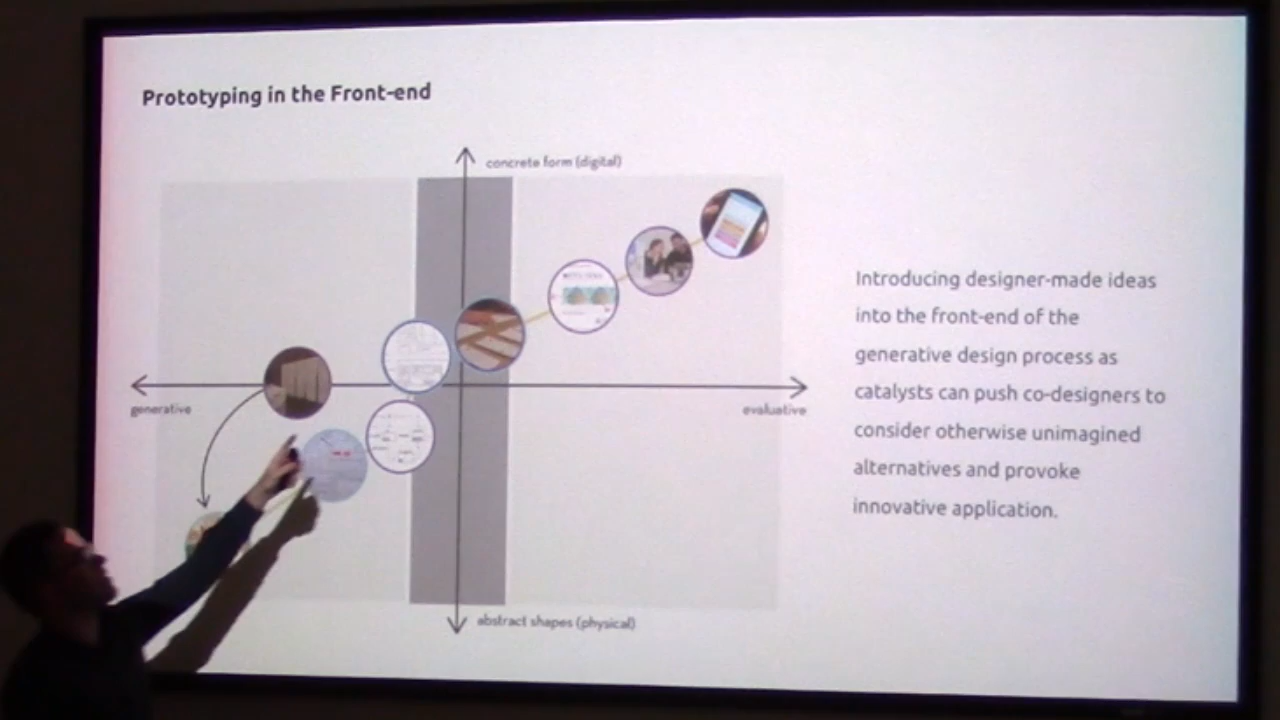 Prototyping in the Front-end
concrete form (digital)
generative
evaluative
abstract shapes (physical)
Introducing designer-made ideas
into the front-end of the
generative design process as
catalysts can push co-designers to
consider otherwise unimagined
alternatives and provoke
innovative application.